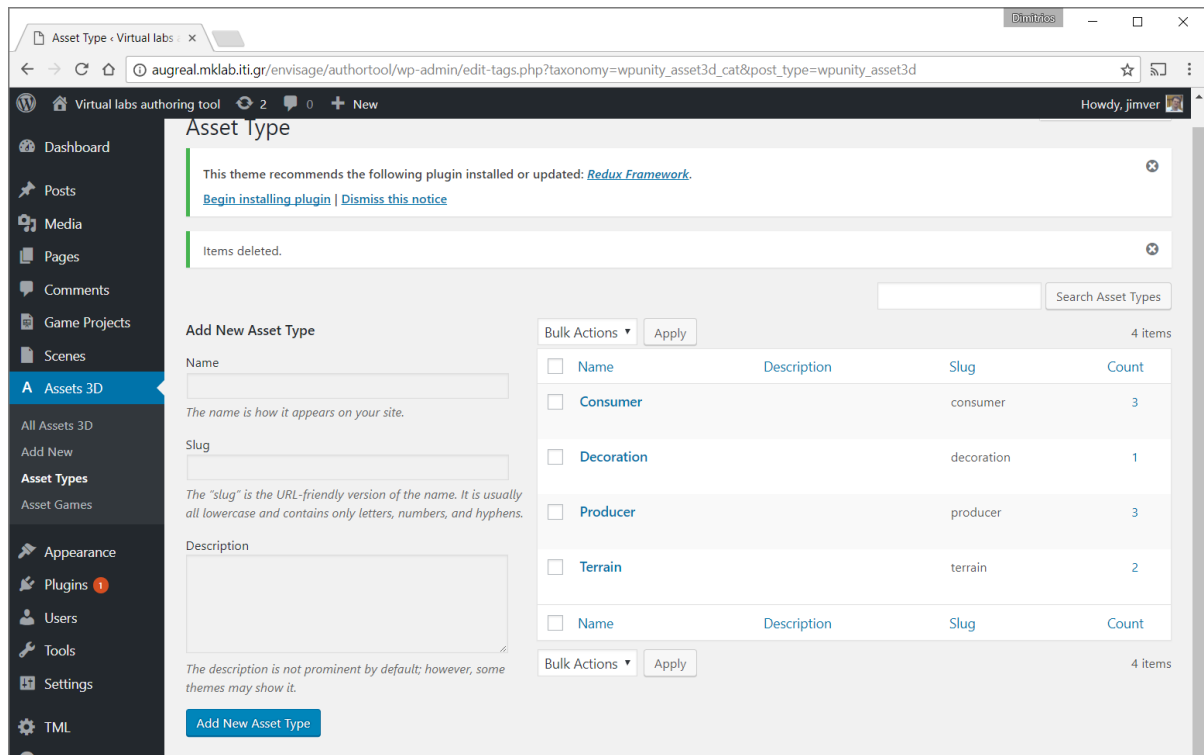 Dimitrios
Asset Type ‹ Virtual labs
augreal.mklab.iti.gr/envisage/authortool/wp-admin/edit-tags.php?taxonomy=wpunity_asset3d_cat&post_type=wpunity_asset3d
Virtual labs authoring tool 2 0 + New Howdy, jimver
Dashboard
Posts
Media
Pages
Comments
Game Projects
Scenes
A Assets 3D
All Assets 3D
Add New
Asset Types
Asset Games
Appearance
Plugins 1
Users
Tools
Settings
TML
Asset Type
This theme recommends the following plugin installed or updated: Redux Framework.
Begin installing plugin | Dismiss this notice
Items deleted.
Search Asset Types
Add New Asset Type
Name
The name is how it appears on your site.
Slug
The “slug” is the URL-friendly version of the name. It is usually
all lowercase and contains only letters, numbers, and hyphens.
Description
The description is not prominent by default; however, some
themes may show it.
Add New Asset Type
Bulk Actions Apply 4 items
Name Description Slug Count
Consumer consumer 3
Decoration decoration 1
Producer producer 3
Terrain terrain 2
Name Description Slug Count
Bulk Actions Apply 4 items